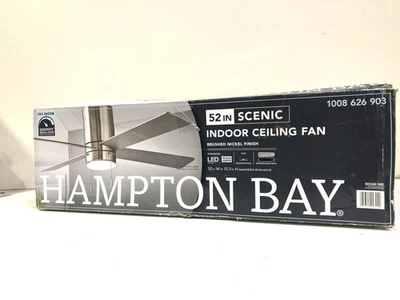 52 IN SCENIC
1008 626 903
INDOOR CEILING FAN
BRUSHED NICKEL FINISH
LED
HAMPTON BAY®